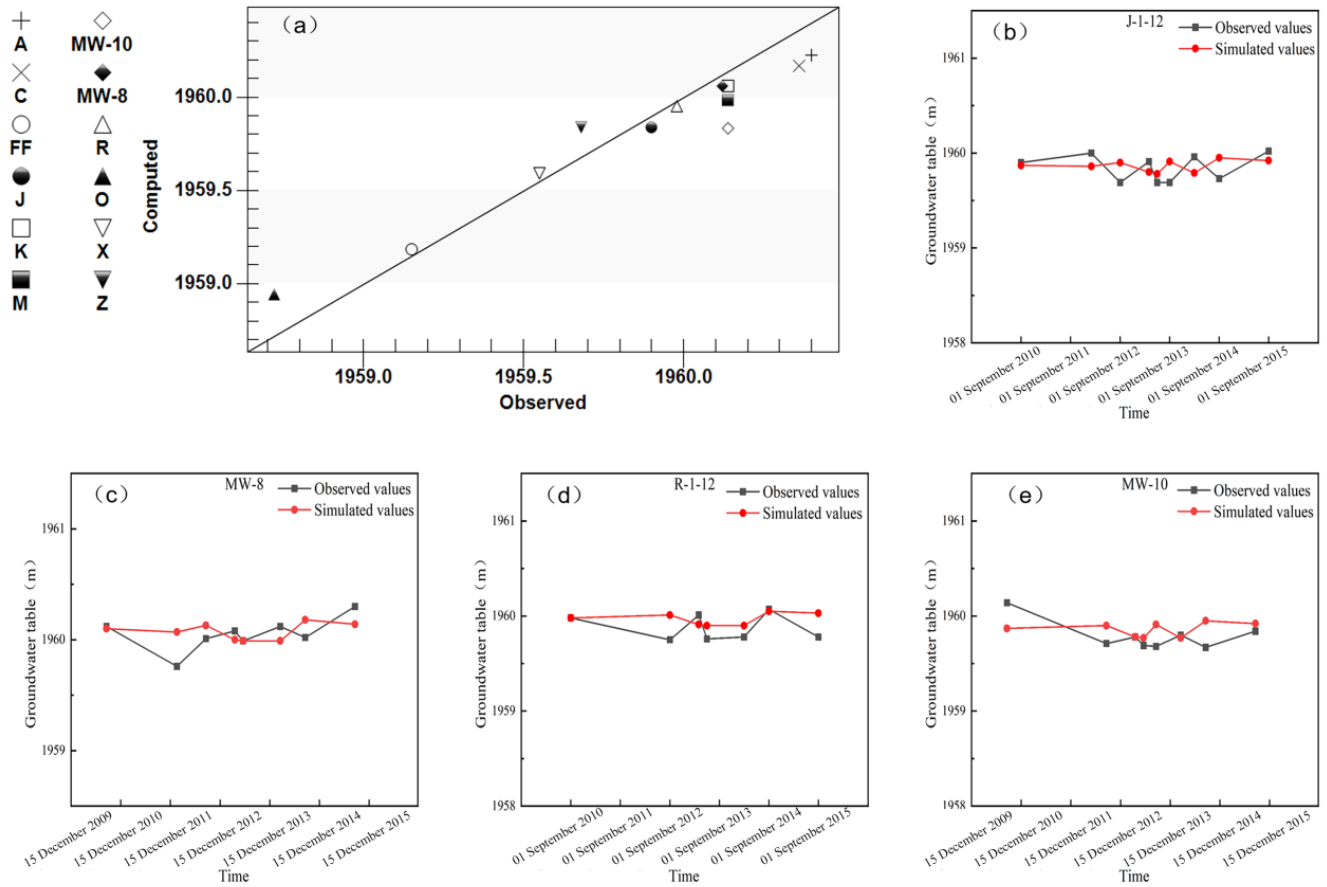 A MW-10
C MW-8
FF R
J O
K X
M Z
(a)
Computed
1960.0
1959.5
1959.0
1959.0 1959.5 1960.0
Observed
(b)
J-1-12
Observed values
Simulated values
Groundwater table (m)
1961
1960
1959
1958
01 September 2010
01 September 2011
01 September 2012
01 September 2013
01 September 2014
01 September 2015
Time
(c)
MW-8
Observed values
Simulated values
Groundwater table (m)
1961
1960
1959
15 December 2009
15 December 2010
15 December 2011
15 December 2012
15 December 2013
15 December 2014
15 December 2015
Time
(d)
R-1-12
Observed values
Simulated values
Groundwater table (m)
1961
1960
1959
1958
01 September 2010
01 September 2011
01 September 2012
01 September 2013
01 September 2014
01 September 2015
Time
(e)
MW-10
Observed values
Simulated values
Groundwater table (m)
1961
1960
1959
1958
15 December 2009
15 December 2010
15 December 2011
15 December 2012
15 December 2013
15 December 2014
15 December 2015
Time